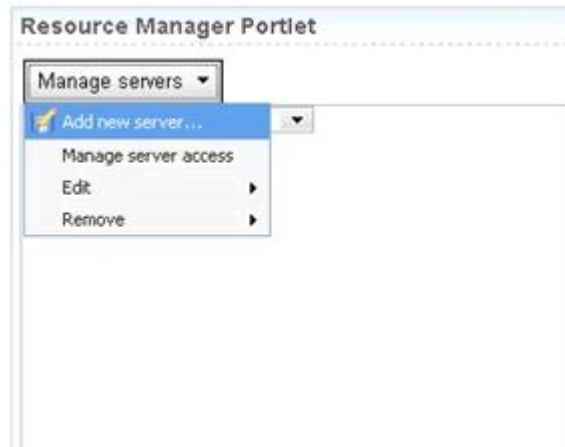 Resource Manager Portlet
Manage servers
Add new server...
Manage server access
Edit
Remove